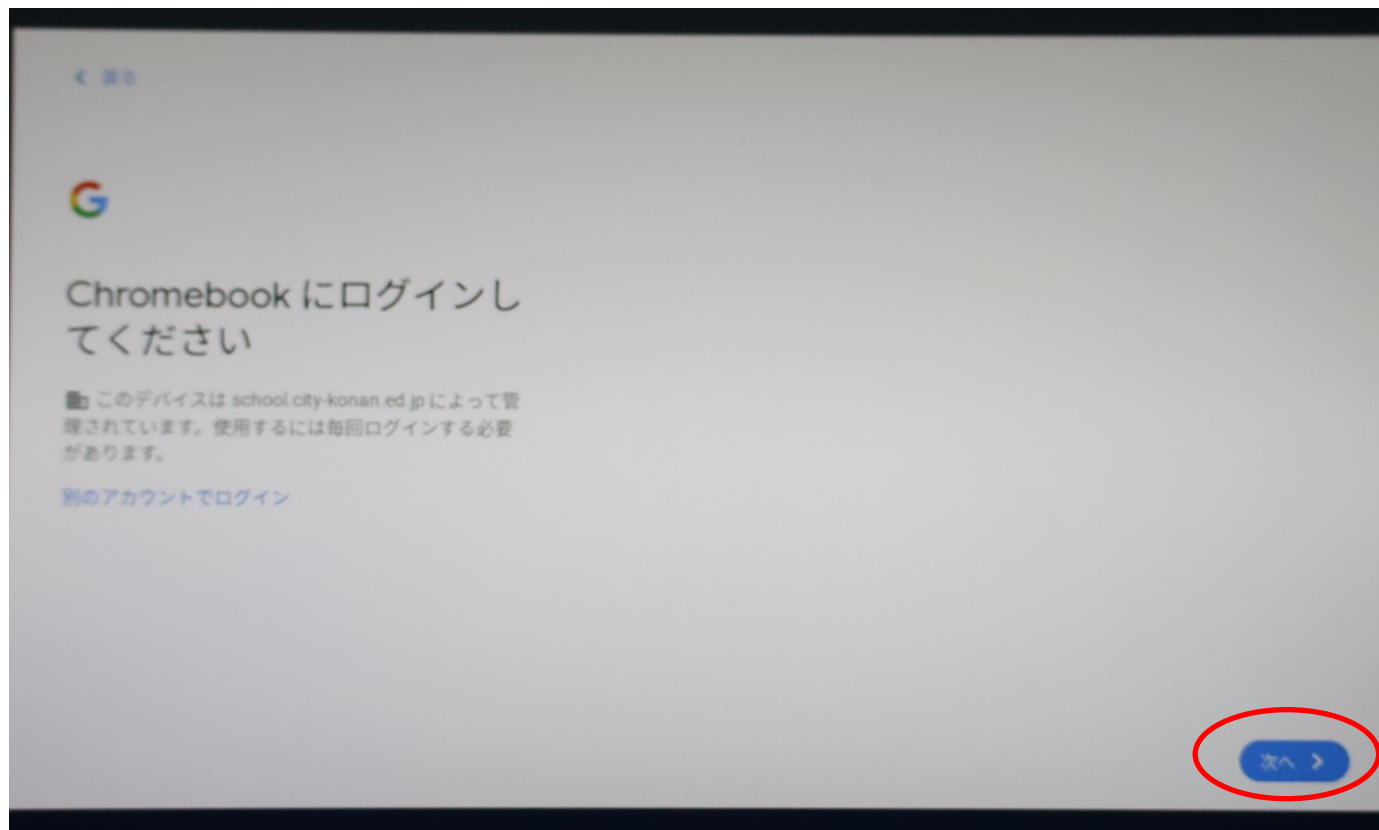 戻る
Chromebook にログインし
てください
このデバイスは school.city-konan.ed.jp によって管
理されています。使用するには毎回ログインする必要
があります。
別のアカウントでログイン
次へ